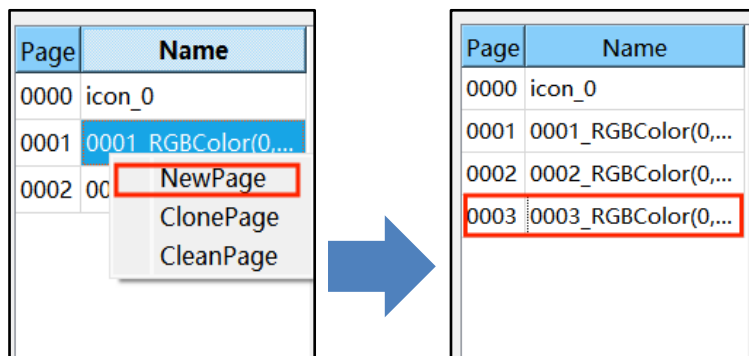 Page Name
0000 icon_0
0001 0001_RGBColor(0,...
0002 00
NewPage
ClonePage
CleanPage
Page Name
0000 icon_0
0001 0001_RGBColor(0,...
0002 0002_RGBColor(0,...
0003 0003_RGBColor(0,...